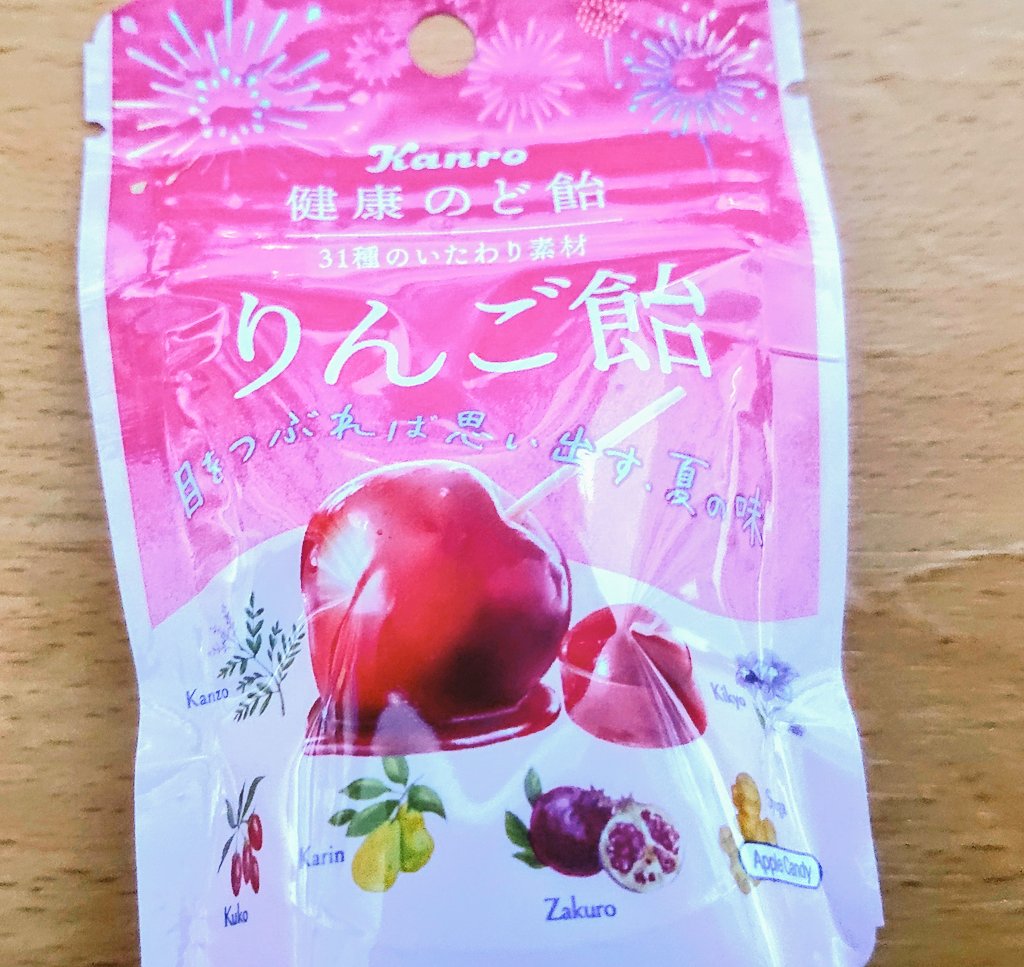 Kanro
健康のど飴
31種のいたわり素材
りんご飴
目をつぶれば思い出す、夏の味
Kanzo
Kikyo
Karin
Kuko
Zakuro
Apple Candy